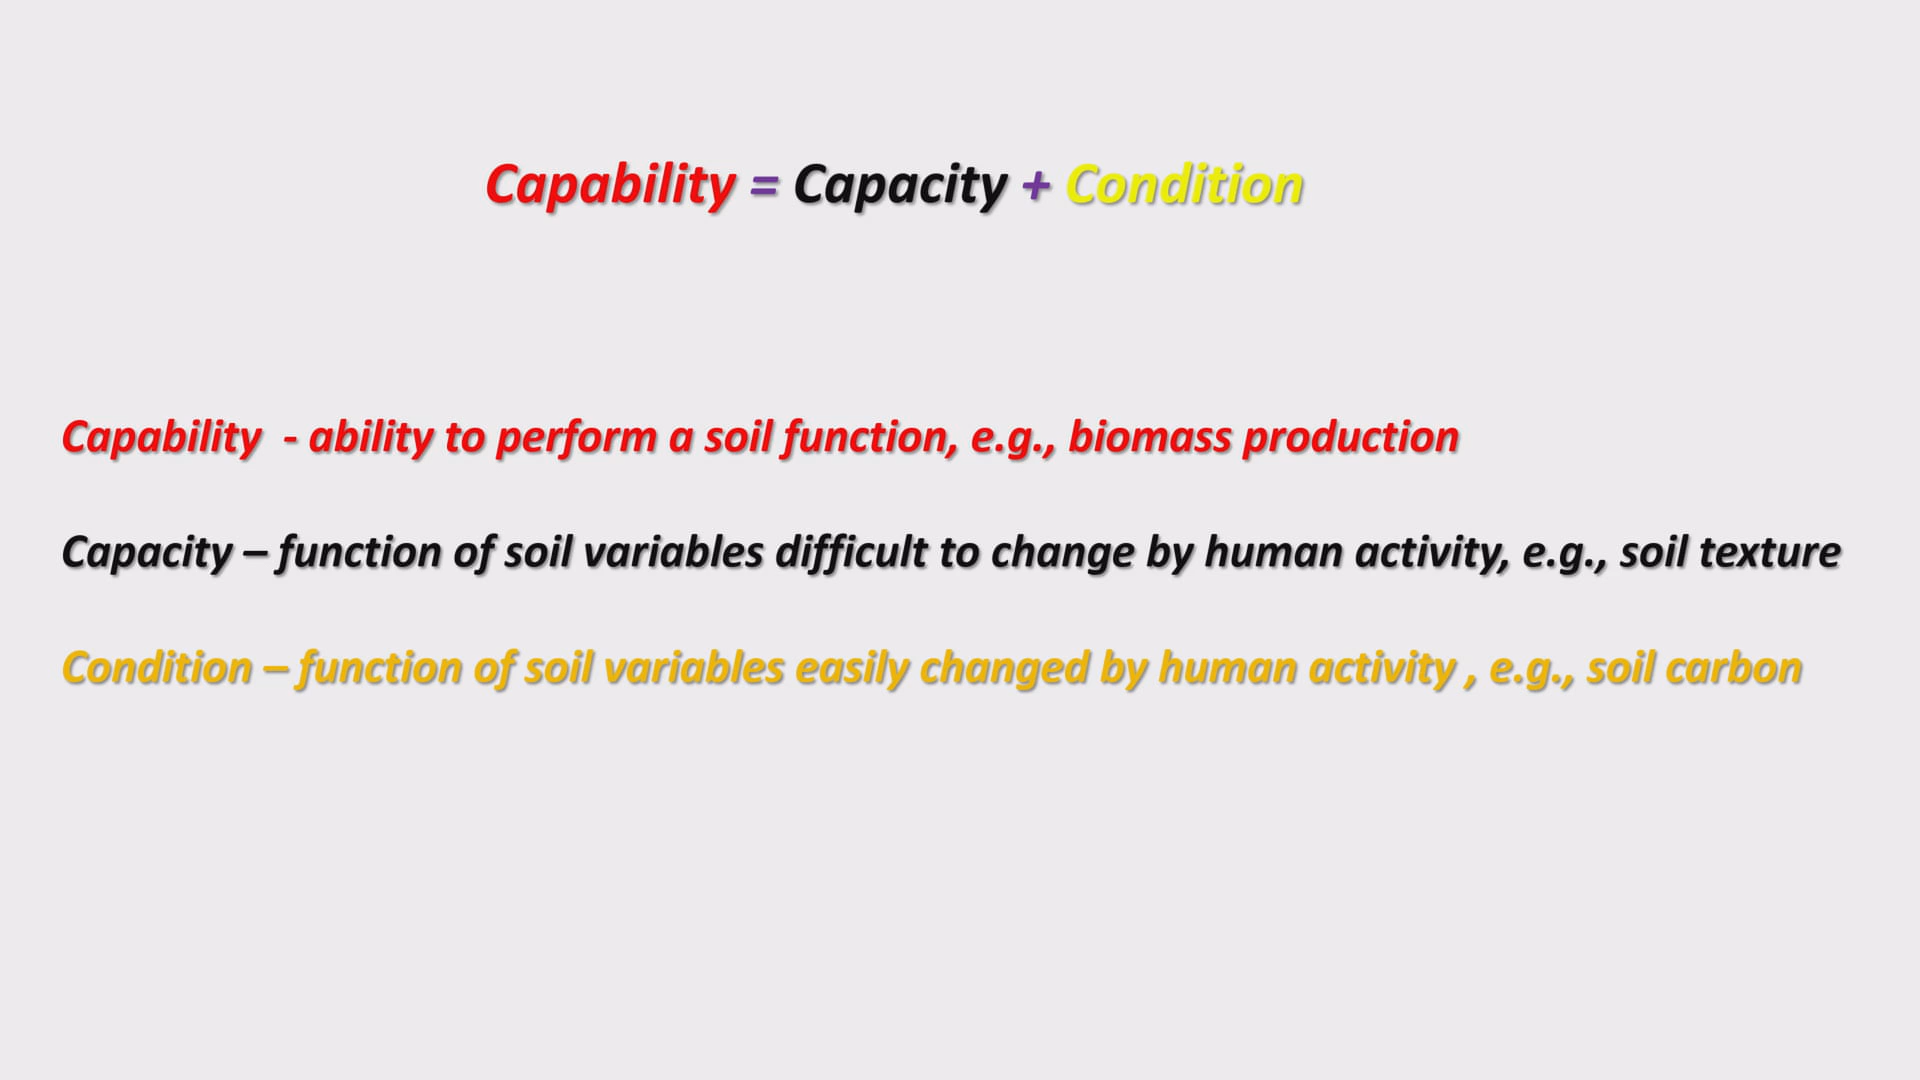 Capability = Capacity + Condition
Capability  - ability to perform a soil function, e.g., biomass production
Capacity – function of soil variables difficult to change by human activity, e.g., soil texture
Condition – function of soil variables easily changed by human activity , e.g., soil carbon